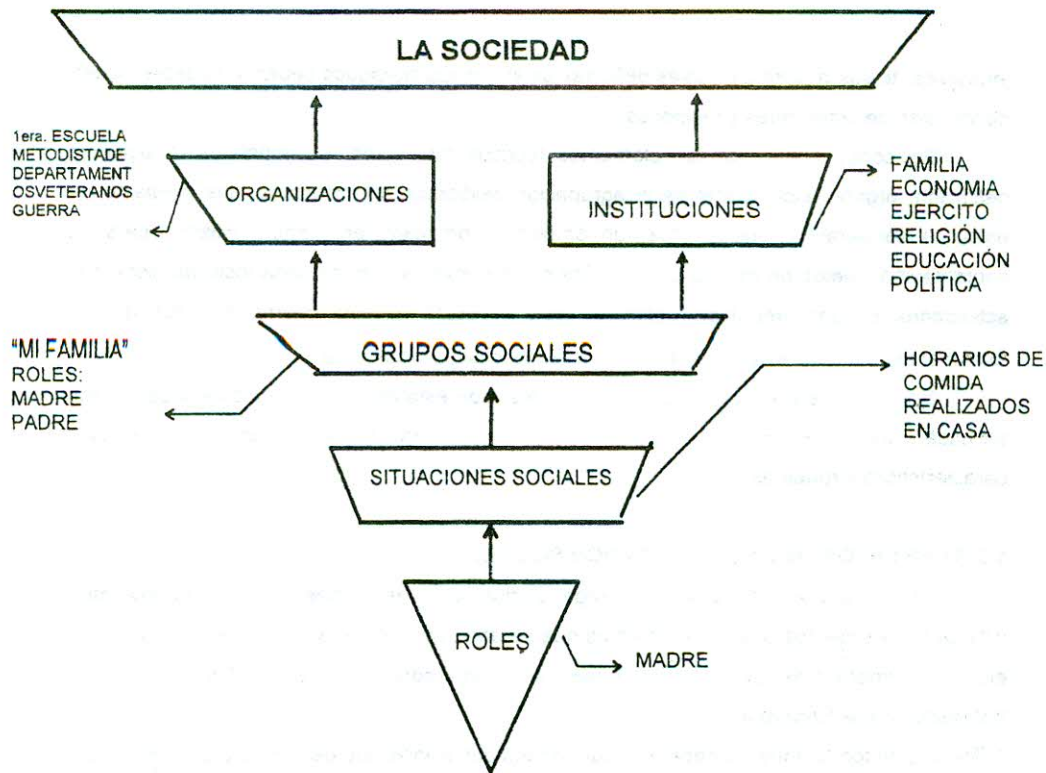 LA SOCIEDAD
1era. ESCUELA
METODISTADE
DEPARTAMENT
OSVETERANOS
GUERRA
ORGANIZACIONES
INSTITUCIONES
FAMILIA
ECONOMIA
EJERCITO
RELIGIÓN
EDUCACIÓN
POLÍTICA
"MI FAMILIA"
ROLES:
MADRE
PADRE
GRUPOS SOCIALES
HORARIOS DE
COMIDA
REALIZADOS
EN CASA
SITUACIONES SOCIALES
ROLES
MADRE